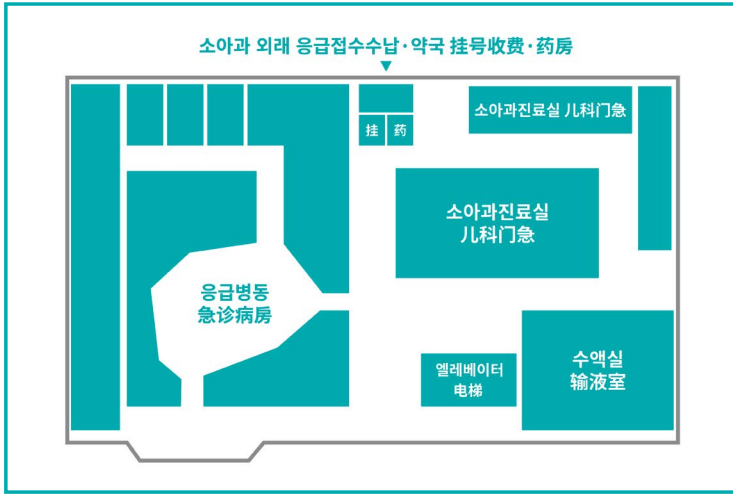 소아과 외래 응급접수수납·약국 挂号收费·药房
挂 药
소아과진료실 儿科门急
소아과진료실
儿科门急
응급병동
急诊病房
엘레베이터
电梯
수액실
输液室